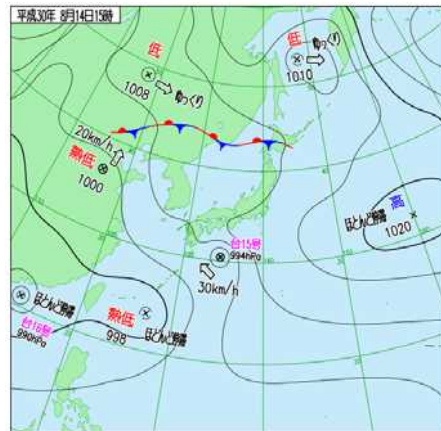 平成30年 8月14日15時
低
ゆっくり
1008
低
ゆっくり
1010
20km/h
熱低
1000
高
ほとんど停滞
1020
台15号
994hPa
30km/h
ほとんど停滞
台16号
990hPa
熱低
ほとんど停滞
998